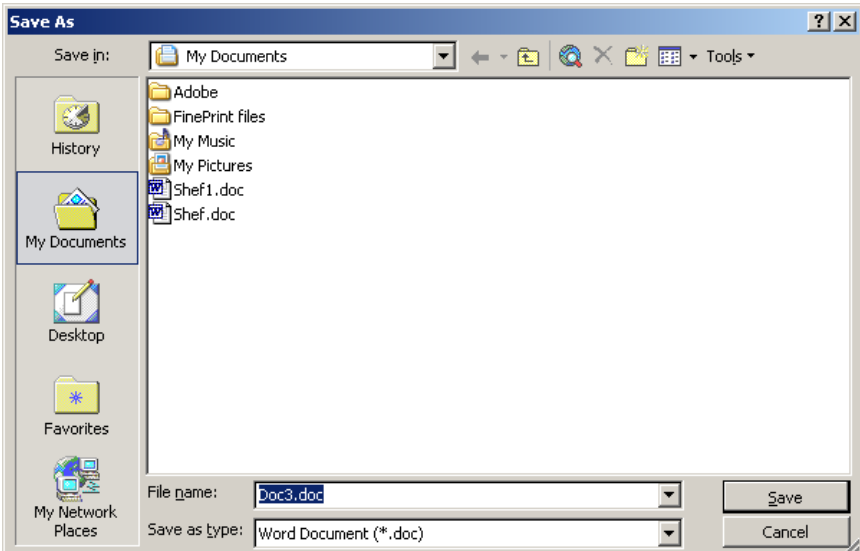 Save As
Save in:
My Documents
Tools
History
My Documents
Desktop
Favorites
My Network
Places
Adobe
FinePrint files
My Music
My Pictures
Shef1.doc
Shef.doc
File name:
Doc3.doc
Save
Save as type:
Word Document (*.doc)
Cancel